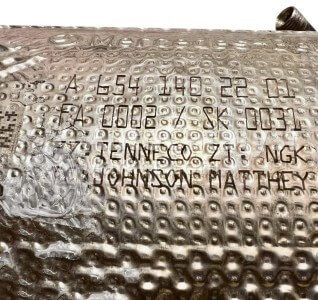 A 654 140 22 01
FA 0008 / SK 0031
TENNECO ZT: NGK
JOHNSON MATTHEY